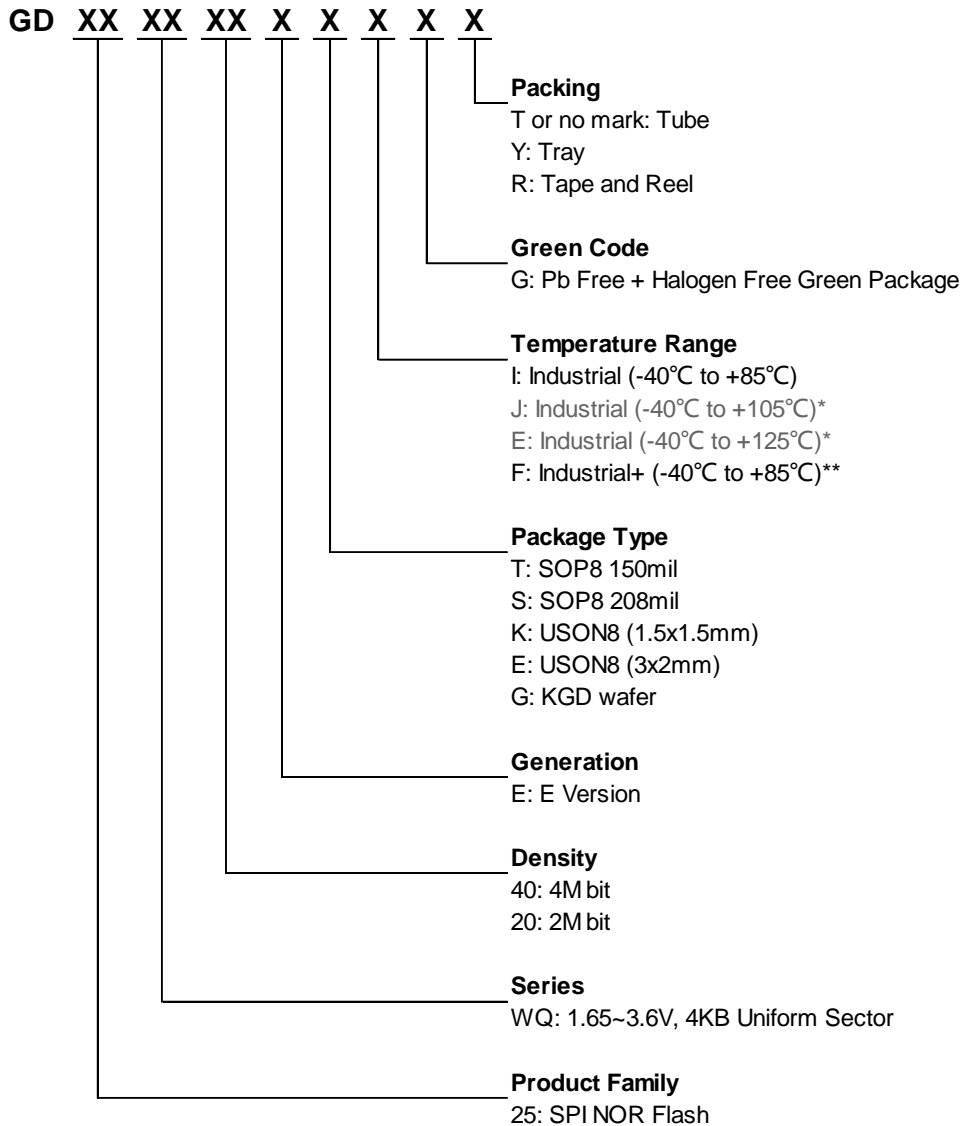 GD XX XX XX X X X X X
Packing
T or no mark: Tube
Y: Tray
R: Tape and Reel
Green Code
G: Pb Free + Halogen Free Green Package
Temperature Range
I: Industrial (-40℃ to +85℃)
J: Industrial (-40℃ to +105℃)*
E: Industrial (-40℃ to +125℃)*
F: Industrial+ (-40℃ to +85℃)**
Package Type
T: SOP8 150mil
S: SOP8 208mil
K: USON8 (1.5x1.5mm)
E: USON8 (3x2mm)
G: KGD wafer
Generation
E: E Version
Density
40: 4M bit
20: 2M bit
Series
WQ: 1.65~3.6V, 4KB Uniform Sector
Product Family
25: SPI NOR Flash